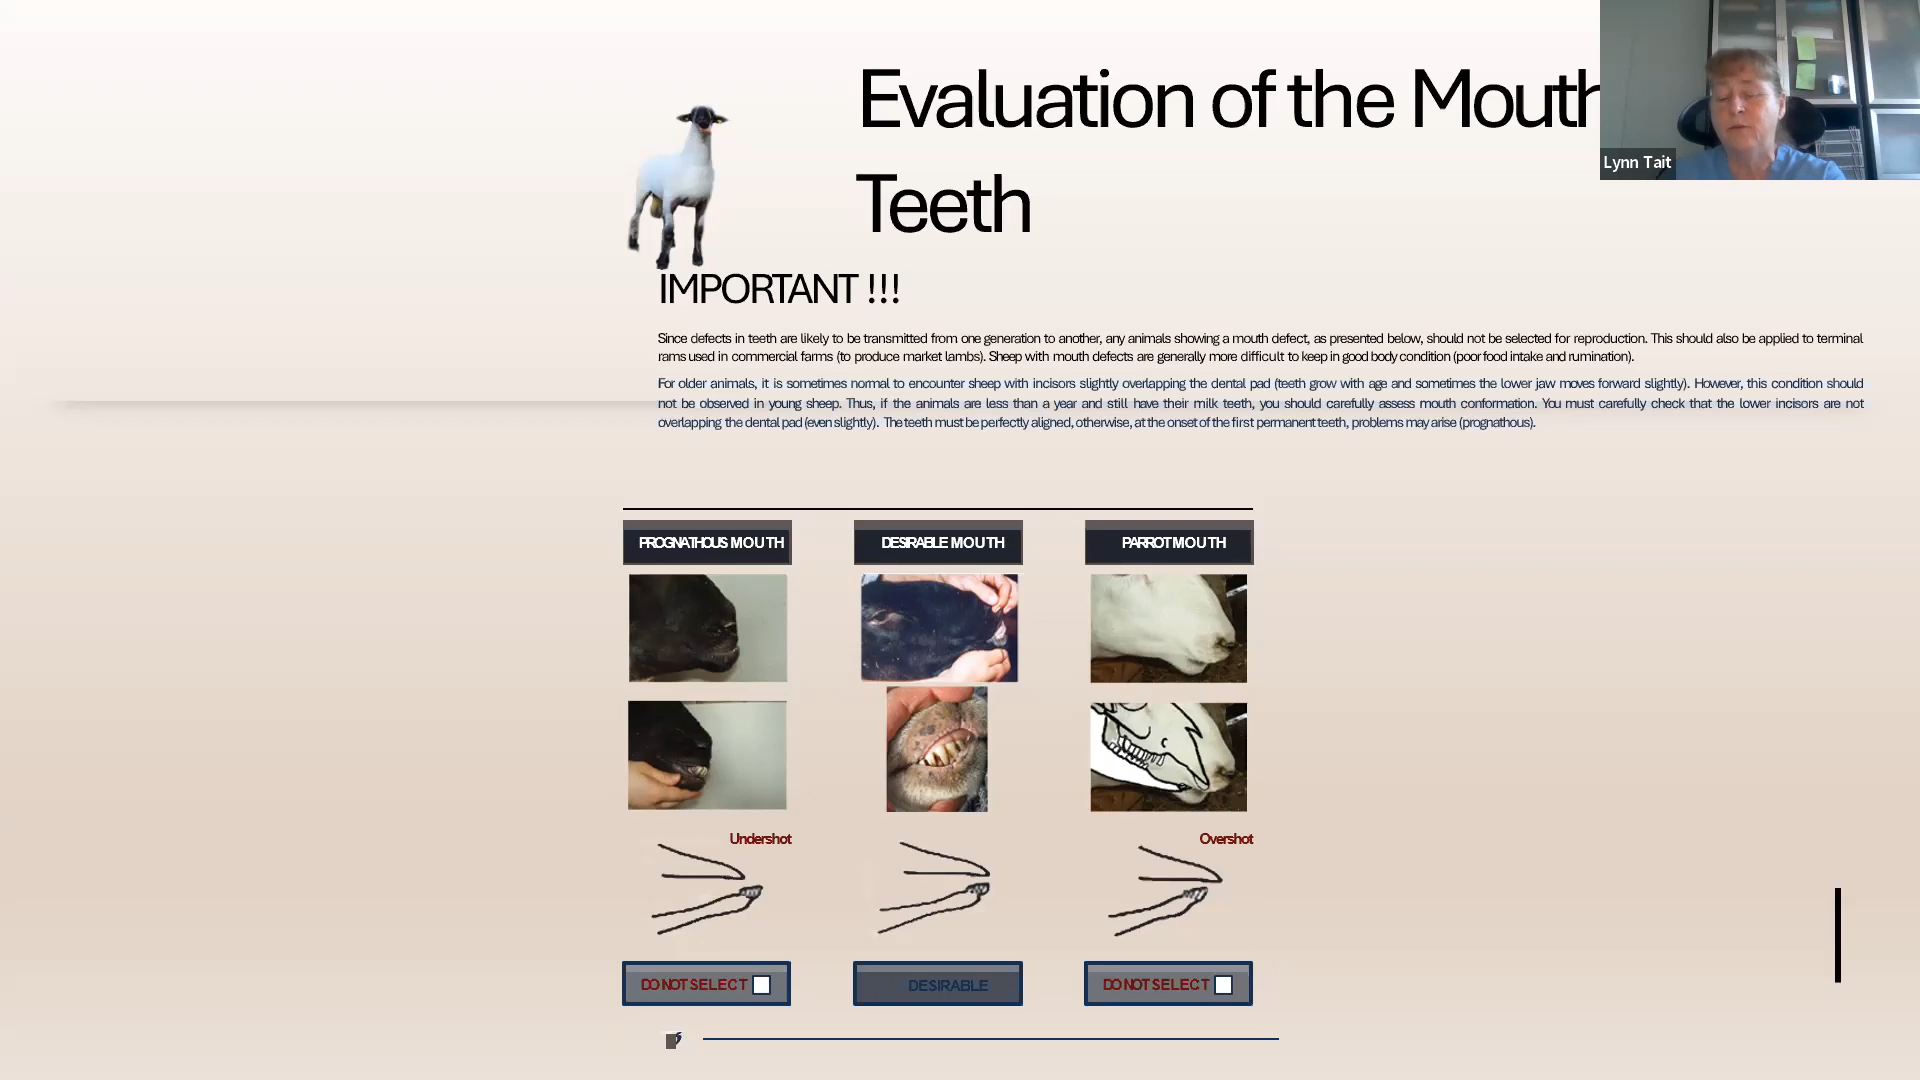 Evaluation of the Mouth
Teeth
Lynn Tait
IMPORTANT !!!
Since defects in teeth are likely to be transmitted from one generation to another, any animals showing a mouth defect, as presented below, should not be selected for reproduction. This should also be applied to terminal
rams used in commercial farms (to produce market lambs). Sheep with mouth defects are generally more difficult to keep in good body condition (poor food intake and rumination).
For older animals, it is sometimes normal to encounter sheep with incisors slightly overlapping the dental pad (teeth grow with age and sometimes the lower jaw moves forward slightly). However, this condition should
not be observed in young sheep. Thus, if the animals are less than a year and still have their milk teeth, you should carefully assess mouth conformation. You must carefully check that the lower incisors are not
overlapping the dental pad (even slightly). The teeth must be perfectly aligned, otherwise, at the onset of the first permanent teeth, problems may arise (prognathous).
PROGNATHOUS MOUTH DESIRABLE MOUTH PARROT MOUTH
Undershot Overshot
DO NOT SELECT DESIRABLE DO NOT SELECT